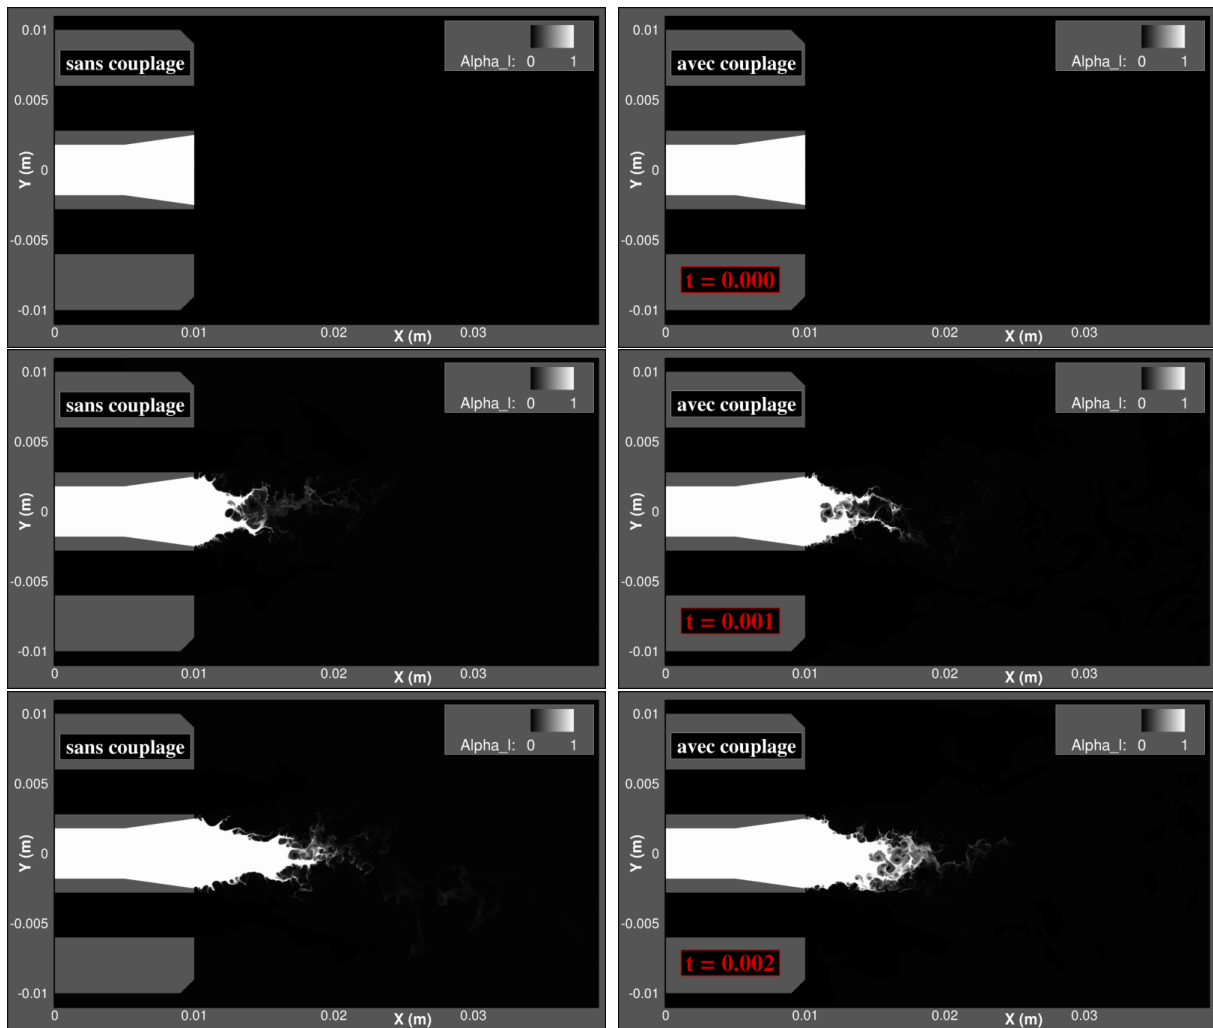 0.01
sans couplage
Alpha_l: 0 1
0.005
Y (m)
0
-0.005
-0.01
0 0.01 0.02 X (m) 0.03
avec couplage
Alpha_l: 0 1
0.005
Y (m)
0
-0.005
t = 0.000
-0.01
0 0.01 0.02 X (m) 0.03
0.01
sans couplage
Alpha_l: 0 1
0.005
Y (m)
0
-0.005
-0.01
0 0.01 0.02 X (m) 0.03
0.01
avec couplage
Alpha_l: 0 1
0.005
Y (m)
0
-0.005
t = 0.001
-0.01
0 0.01 0.02 X (m) 0.03
0.01
sans couplage
Alpha_l: 0 1
0.005
Y (m)
0
-0.005
-0.01
0 0.01 0.02 X (m) 0.03
0.01
avec couplage
Alpha_l: 0 1
0.005
Y (m)
0
-0.005
t = 0.002
-0.01
0 0.01 0.02 X (m) 0.03